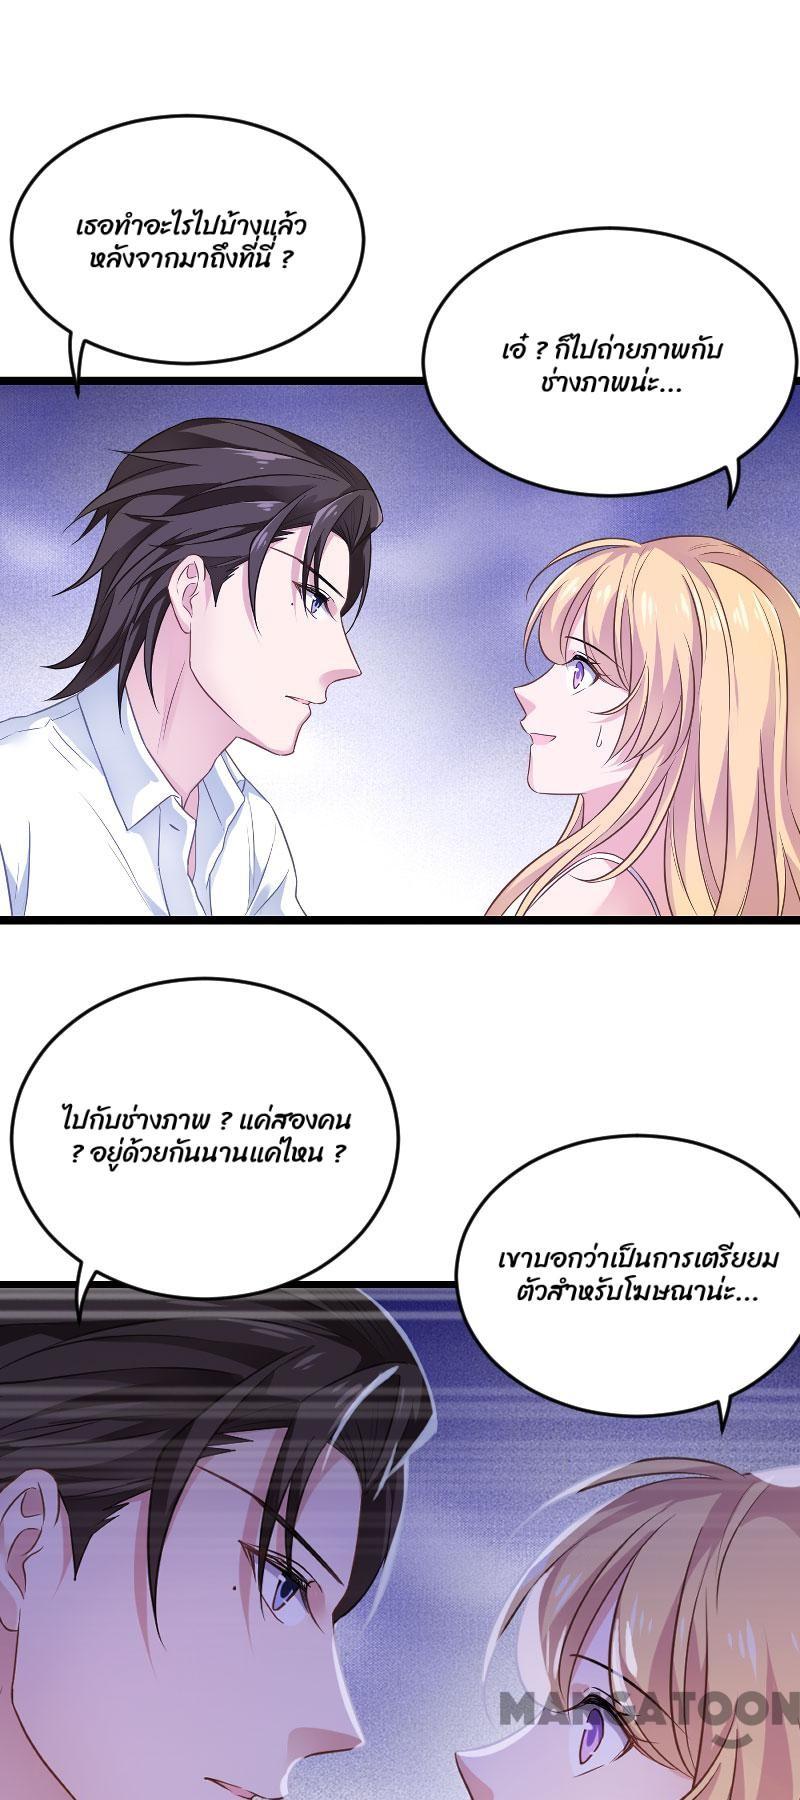 เธอทำอะไรไปบ้างแล้ว
หลังจากมาถึงที่นี่ ?
เอ๋ ? ก็ไปถ่ายภาพกับ
ช่างภาพน่ะ...
ไปกับช่างภาพ ? แค่สองคน
? อยู่ด้วยกันนานแค่ไหน ?
เขาบอกว่าเป็นการเตรียยม
ตัวสำหรับโฆษณาน่ะ...
MANGATOON